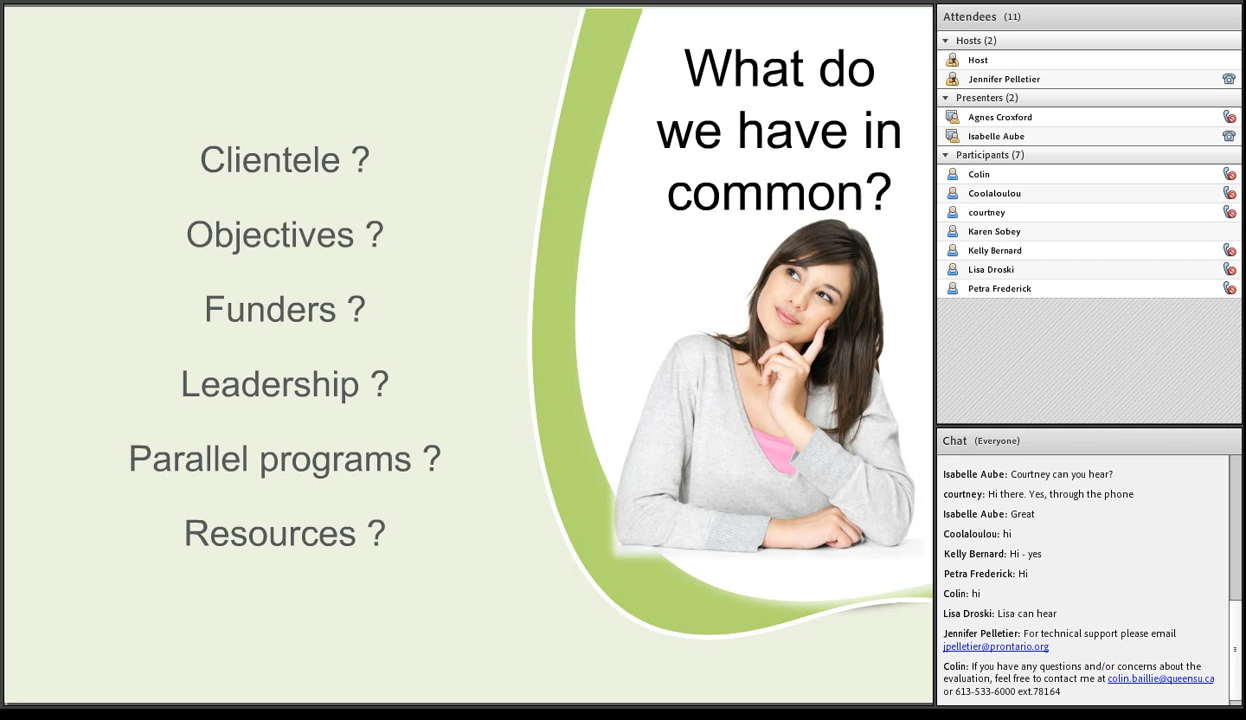 What do
we have in
common?
Clientele ?
Objectives ?
Funders ?
Leadership ?
Parallel programs ?
Resources ?
Attendees (11)
Hosts (2)
Host
Jennifer Pelletier
Presenters (2)
Agnes Croxford
Isabelle Aube
Participants (7)
Colin
Coolaloulou
courtney
Karen Sobey
Kelly Bernard
Lisa Droski
Petra Frederick
Chat (Everyone)
Isabelle Aube: Courtney can you hear?
courtney: Hi there. Yes, through the phone
Isabelle Aube: Great
Coolaloulou: hi
Kelly Bernard: Hi - yes
Petra Frederick: Hi
Colin: hi
Lisa Droski: Lisa can hear
Jennifer Pelletier: For technical support please email
jpelletier@prontario.org
Colin: If you have any questions and/or concerns about the
evaluation, feel free to contact me at colin.baillie@queensu.ca
or 613-533-6000 ext.78164